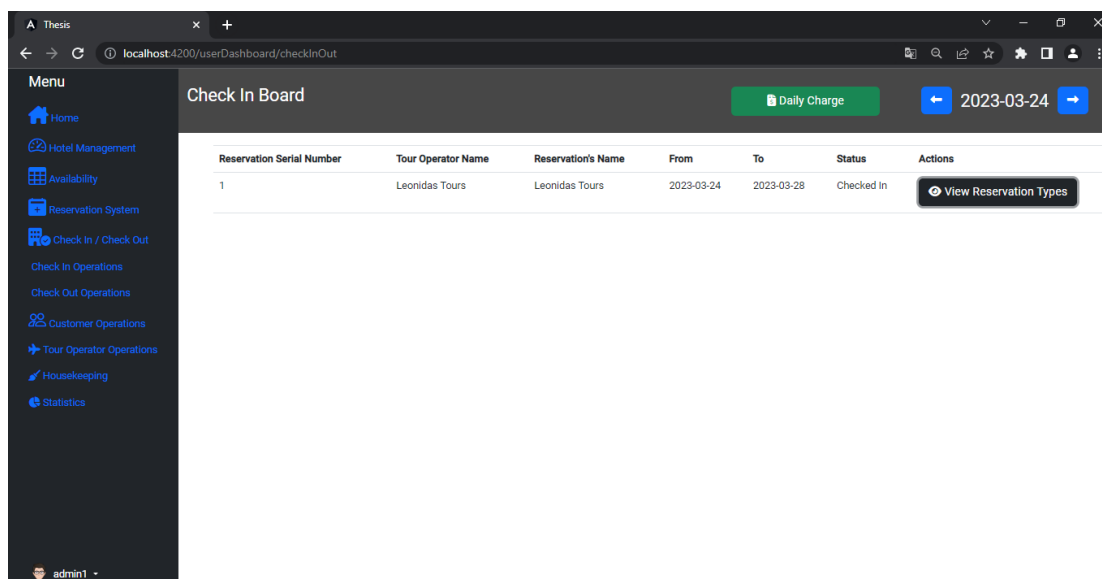 Thesis
localhost:4200/userDashboard/checkInOut
Menu
Home
Hotel Management
Availability
Reservation System
Check In / Check Out
Check In Operations
Check Out Operations
Customer Operations
Tour Operator Operations
Housekeeping
Statistics
admin1
Check In Board
Daily Charge
2023-03-24
Reservation Serial Number Tour Operator Name Reservation's Name From To Status Actions
1 Leonidas Tours Leonidas Tours 2023-03-24 2023-03-28 Checked In View Reservation Types